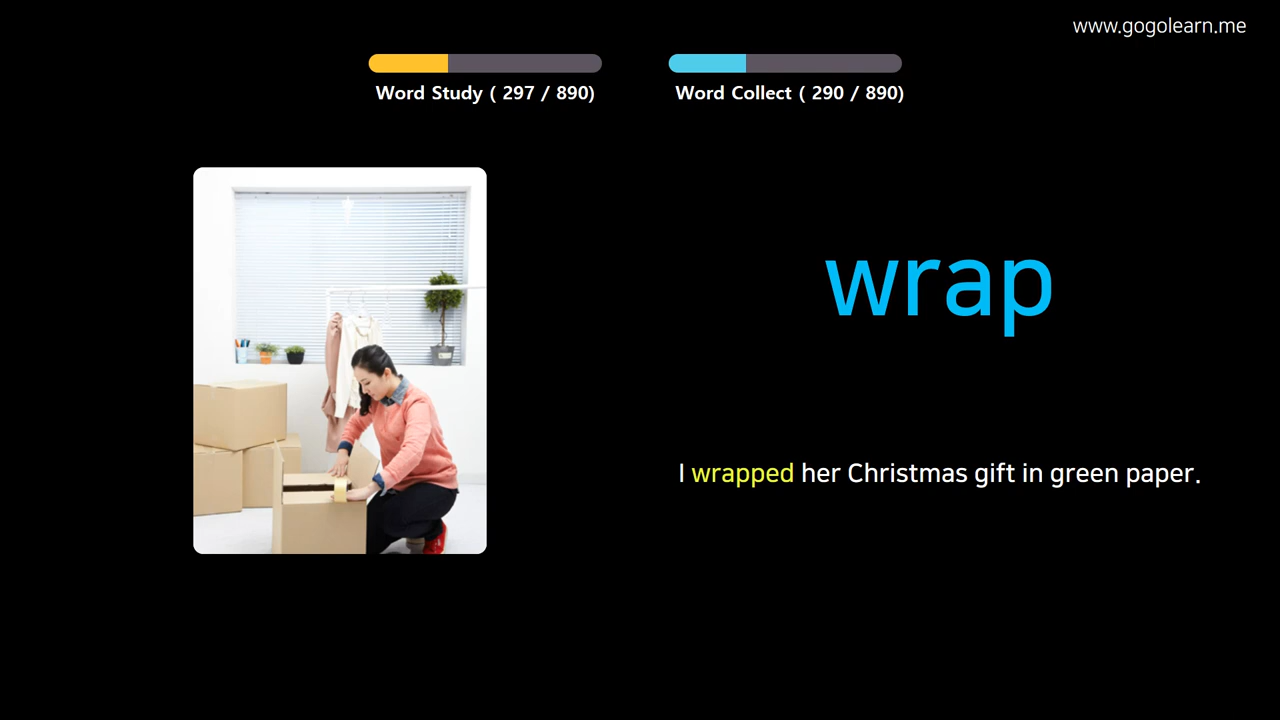 www.gogolearn.me
Word Study ( 297 / 890)
Word Collect ( 290 / 890)
wrap
I wrapped her Christmas gift in green paper.